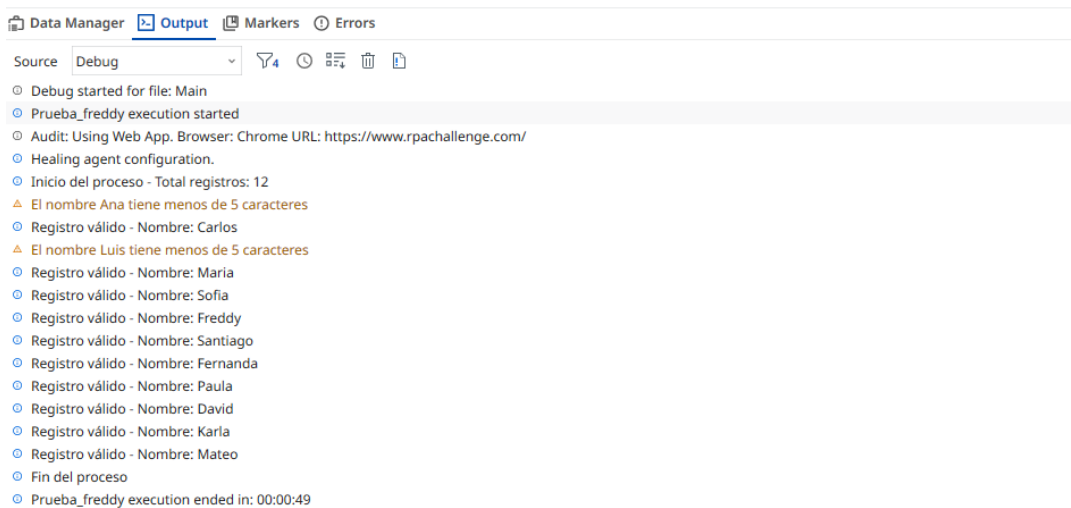 Data Manager Output Markers Errors
Source Debug 4
Debug started for file: Main
Prueba_freddy execution started
Audit: Using Web App. Browser: Chrome URL: https://www.rpachallenge.com/
Healing agent configuration.
Inicio del proceso - Total registros: 12
El nombre Ana tiene menos de 5 caracteres
Registro válido - Nombre: Carlos
El nombre Luis tiene menos de 5 caracteres
Registro válido - Nombre: Maria
Registro válido - Nombre: Sofia
Registro válido - Nombre: Freddy
Registro válido - Nombre: Santiago
Registro válido - Nombre: Fernanda
Registro válido - Nombre: Paula
Registro válido - Nombre: David
Registro válido - Nombre: Karla
Registro válido - Nombre: Mateo
Fin del proceso
Prueba_freddy execution ended in: 00:00:49